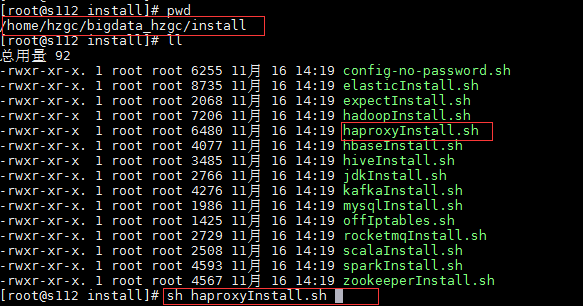 [root@s112 install]# pwd
/home/hzgc/bigdata_hzgc/install
[root@s112 install]# ll
总用量 92
-rwxr-xr-x. 1 root root 6255 11月 16 14:19 config-no-password.sh
-rwxr-xr-x. 1 root root 8735 11月 16 14:19 elasticInstall.sh
-rwxr-xr-x. 1 root root 2068 11月 16 14:19 expectInstall.sh
-rwxr-xr-x. 1 root root 7206 11月 16 14:19 hadoopInstall.sh
-rwxr-xr-x 1 root root 6480 11月 16 14:19 haproxyInstall.sh
-rwxr-xr-x. 1 root root 4077 11月 16 14:19 hbaseInstall.sh
-rwxr-xr-x 1 root root 3485 11月 16 14:19 hiveInstall.sh
-rwxr-xr-x. 1 root root 2766 11月 16 14:19 jdkInstall.sh
-rwxr-xr-x. 1 root root 4276 11月 16 14:19 kafkaInstall.sh
-rwxr-xr-x. 1 root root 1986 11月 16 14:19 mysqlInstall.sh
-rwxr-xr-x. 1 root root 1425 11月 16 14:19 offIptables.sh
-rwxr-xr-x. 1 root root 2729 11月 16 14:19 rocketmqInstall.sh
-rwxr-xr-x. 1 root root 2508 11月 16 14:19 scalaInstall.sh
-rwxr-xr-x. 1 root root 4593 11月 16 14:19 sparkInstall.sh
-rwxr-xr-x. 1 root root 4567 11月 16 14:19 zookeeperInstall.sh
[root@s112 install]# sh haproxyInstall.sh